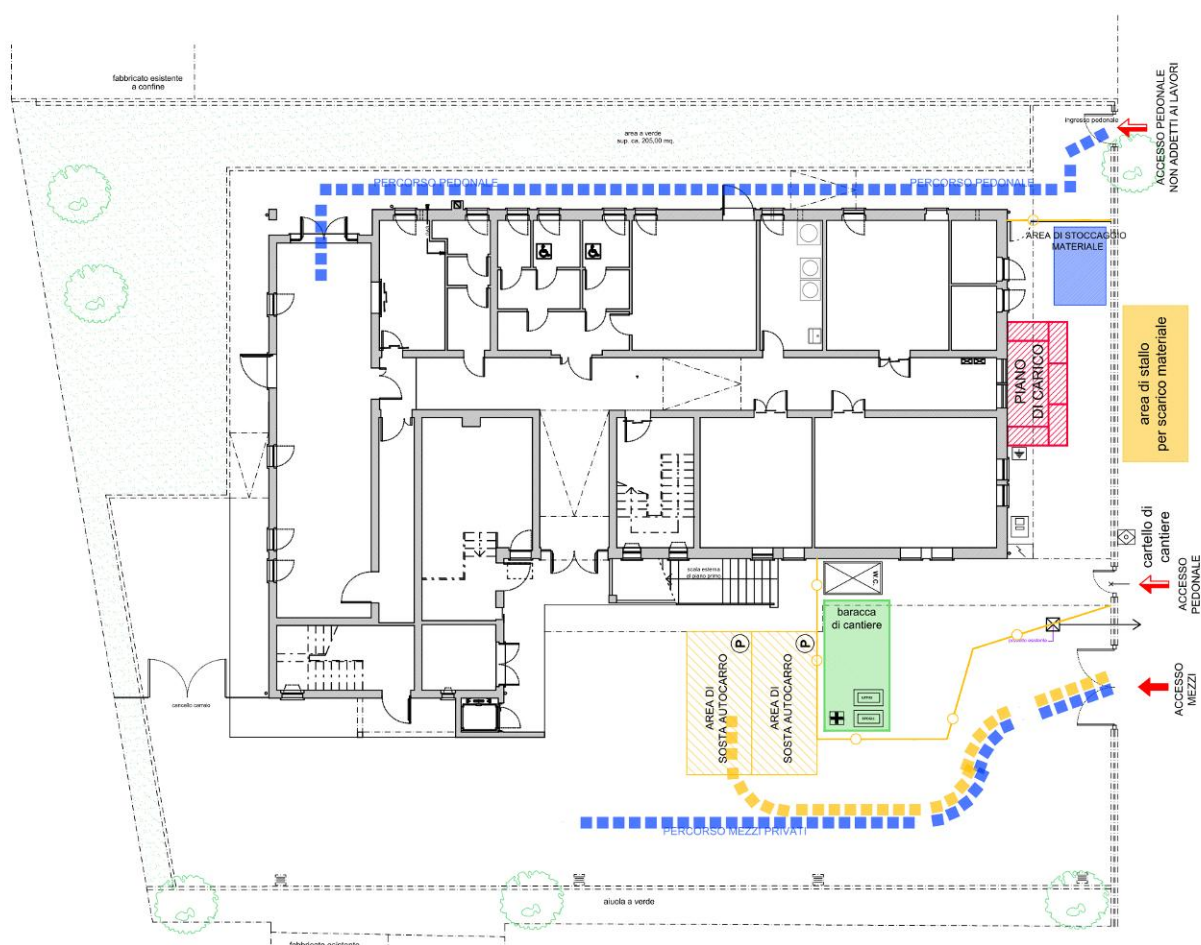 fabbricato esistente
a confine
area a verde
sup. ca. 205,00 mq.
ingresso pedonale
ACCESSO PEDONALE
NON ADDETTI AI LAVORI
PERCORSO PEDONALE
PERCORSO PEDONALE
AREA DI STOCCAGGIO
MATERIALE
PIANO
DI CARICO
area di stallo
per scarico materiale
cartello di
cantiere
ACCESSO
PEDONALE
W.C.
scala esterna
al piano primo
baracca
di cantiere
P
P
AREA DI
SOSTA AUTOCARRO
AREA DI
SOSTA AUTOCARRO
ACCESSO
MEZZI
cancello carraio
PERCORSO MEZZI PRIVATI
aiuola a verde
fabbricato esistente